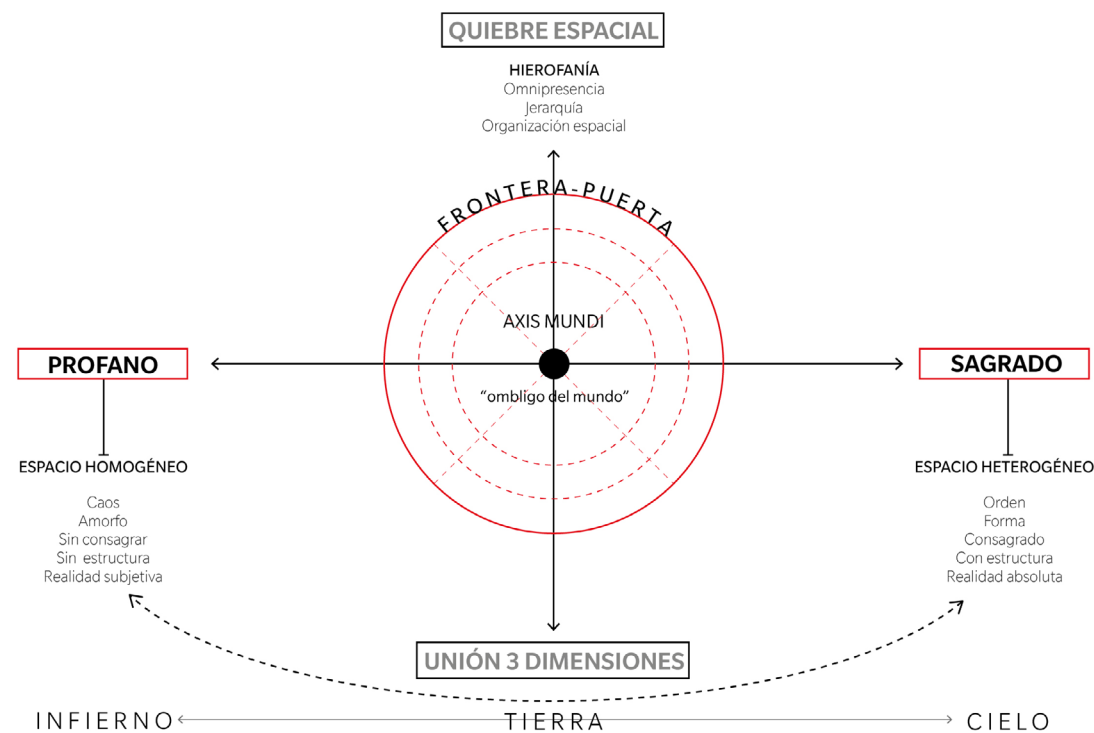 QUIEBRE ESPACIAL
HIEROFANÍA
Omnipresencia
Jerarquía
Organización espacial
FRONTERA-PUERTA
AXIS MUNDI
“ombligo del mundo”
PROFANO
ESPACIO HOMOGÉNEO
Caos
Amorfo
Sin consagrar
Sin estructura
Realidad subjetiva
SAGRADO
ESPACIO HETEROGÉNEO
Orden
Forma
Consagrado
Con estructura
Realidad absoluta
UNIÓN 3 DIMENSIONES
INFIERNO
TIERRA
CIELO